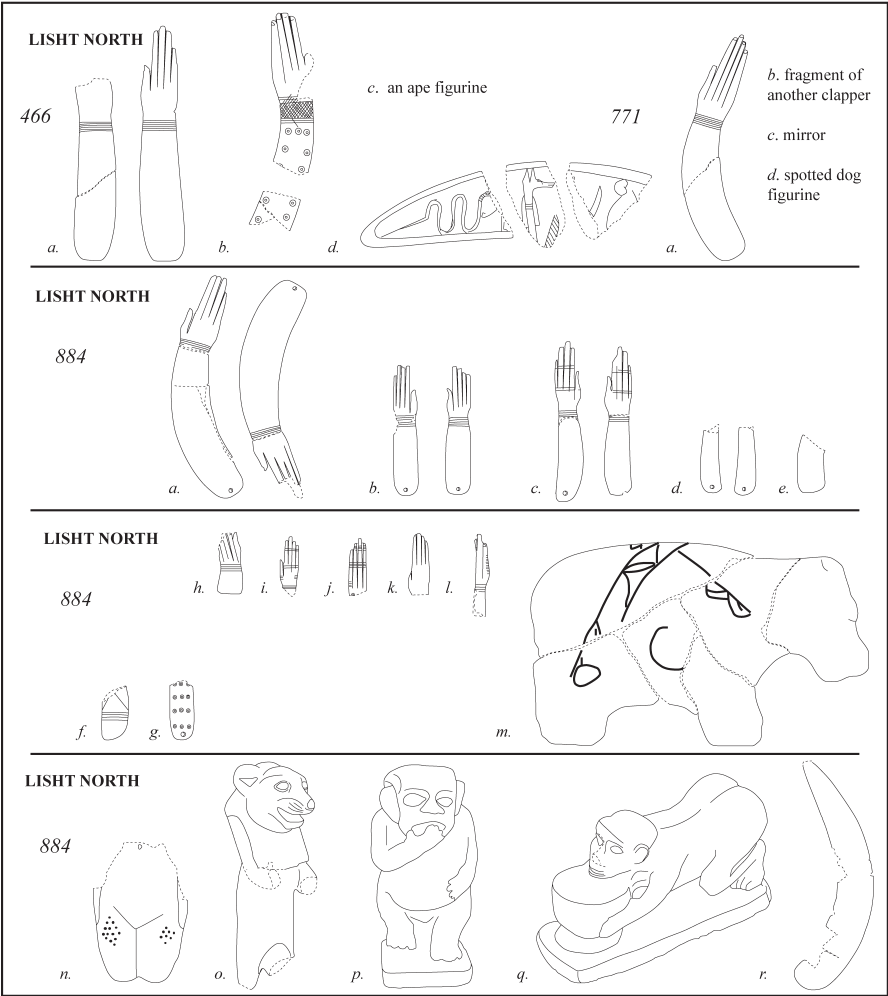 LISHT NORTH
466
a.
b.
c. an ape figurine
d.
771
a.
b. fragment of
another clapper
c. mirror
d. spotted dog
figurine
LISHT NORTH
884
a.
b.
c.
d.
e.
LISHT NORTH
884
h.
i.
j.
k.
l.
f.
g.
m.
LISHT NORTH
884
n.
o.
p.
q.
r.